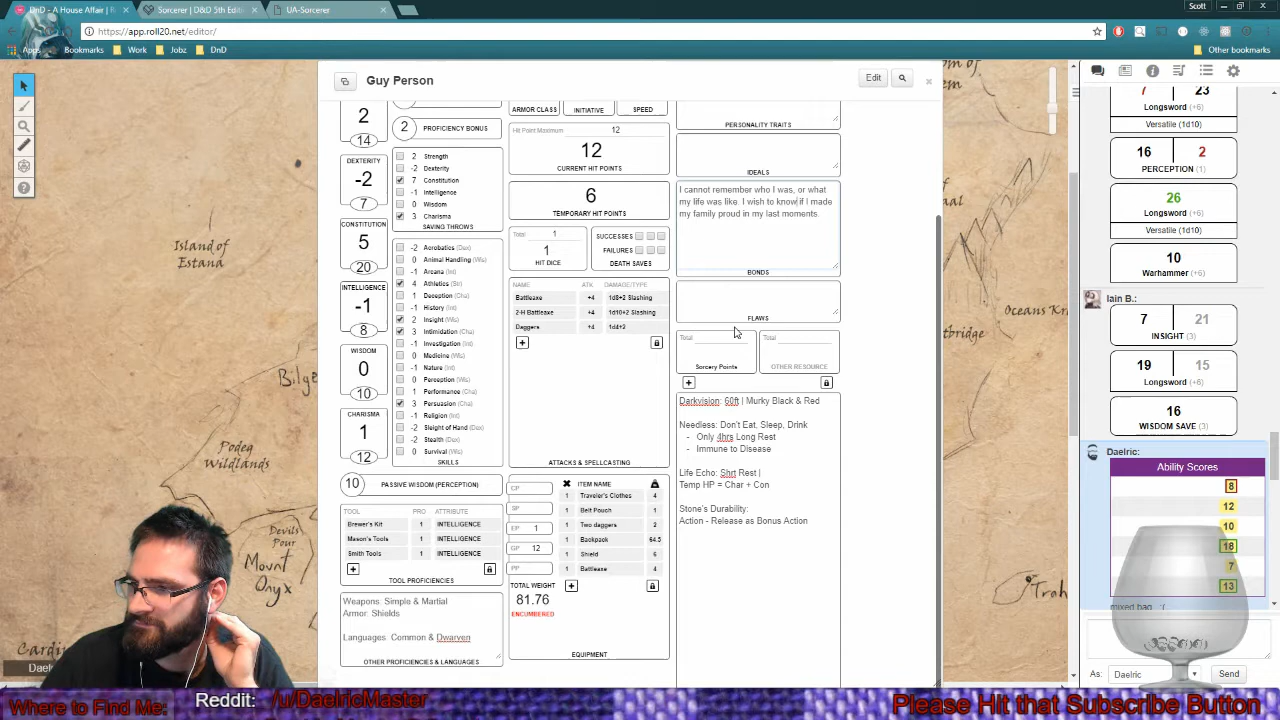 DnD - A House Affair | R
Sorcerer | D&D 5th Edit
UA-Sorcerer
Scott
https://app.roll20.net/editor/
Apps
Bookmarks
Work
Jobz
DnD
Other bookmarks
Guy Person
Edit
2
14
DEXTERITY
-2
7
CONSTITUTION
5
20
INTELLIGENCE
-1
8
WISDOM
0
10
CHARISMA
1
12
2 PROFICIENCY BONUS
2 Strength
-2 Dexterity
7 Constitution
-1 Intelligence
0 Wisdom
3 Charisma
SAVING THROWS
-2 Acrobatics (Dex)
0 Animal Handling (Wis)
-1 Arcana (Int)
4 Athletics (Str)
1 Deception (Cha)
-1 History (Int)
2 Insight (Wis)
3 Intimidation (Cha)
-1 Investigation (Int)
0 Medicine (Wis)
-1 Nature (Int)
0 Perception (Wis)
1 Performance (Cha)
3 Persuasion (Cha)
-1 Religion (Int)
-2 Sleight of Hand (Dex)
-2 Stealth (Dex)
0 Survival (Wis)
SKILLS
10 PASSIVE WISDOM (PERCEPTION)
TOOL PRO ATTRIBUTE
Brewer's Kit 1 INTELLIGENCE
Mason's Tools 1 INTELLIGENCE
Smith Tools 1 INTELLIGENCE
TOOL PROFICIENCIES
Weapons: Simple & Martial
Armor: Shields
Languages: Common & Dwarven
OTHER PROFICIENCIES & LANGUAGES
ARMOR CLASS
INITIATIVE
SPEED
Hit Point Maximum 12
12
CURRENT HIT POINTS
6
TEMPORARY HIT POINTS
Total 1
1
HIT DICE
SUCCESSES
FAILURES
DEATH SAVES
NAME ATK DAMAGE/TYPE
Battleaxe +4 1d8+2 Slashing
2-H Battleaxe +4 1d10+2 Slashing
Daggers +4 1d4+2
ATTACKS & SPELLCASTING
CP
SP
EP 1
GP 12
PP
TOTAL WEIGHT
81.76
ENCUMBERED
ITEM NAME
1 Traveler's Clothes 4
1 Belt Pouch 1
1 Two daggers 2
1 Backpack 64.5
1 Shield 6
1 Battleaxe 4
EQUIPMENT
PERSONALITY TRAITS
IDEALS
I cannot remember who I was, or what
my life was like. I wish to know if I made
my family proud in my last moments.
BONDS
FLAWS
Total
Sorcery Points
Total
OTHER RESOURCE
Darkvision: 60ft | Murky Black & Red
Needless: Don't Eat, Sleep, Drink
- Only 4hrs Long Rest
- Immune to Disease
Life Echo: Shrt Rest |
Temp HP = Char + Con
Stone's Durability:
Action - Release as Bonus Action
7 23
Longsword (+6)
Versatile (1d10)
16 2
PERCEPTION (1)
26
Longsword (+6)
Versatile (1d10)
10
Warhammer (+6)
Iain B.:
7 21
INSIGHT (3)
19 15
Longsword (+6)
16
WISDOM SAVE (3)
Daelric:
Ability Scores
8
12
10
18
7
13
mixed bag. :(
As: Daelric
Send
Island of
Estana
Podeg
Wildlands
Devils
Pour
Mount
Onyx
Where to Find Me:
Reddit: /u/DaelricMaster
Please Hit that Subscribe Button